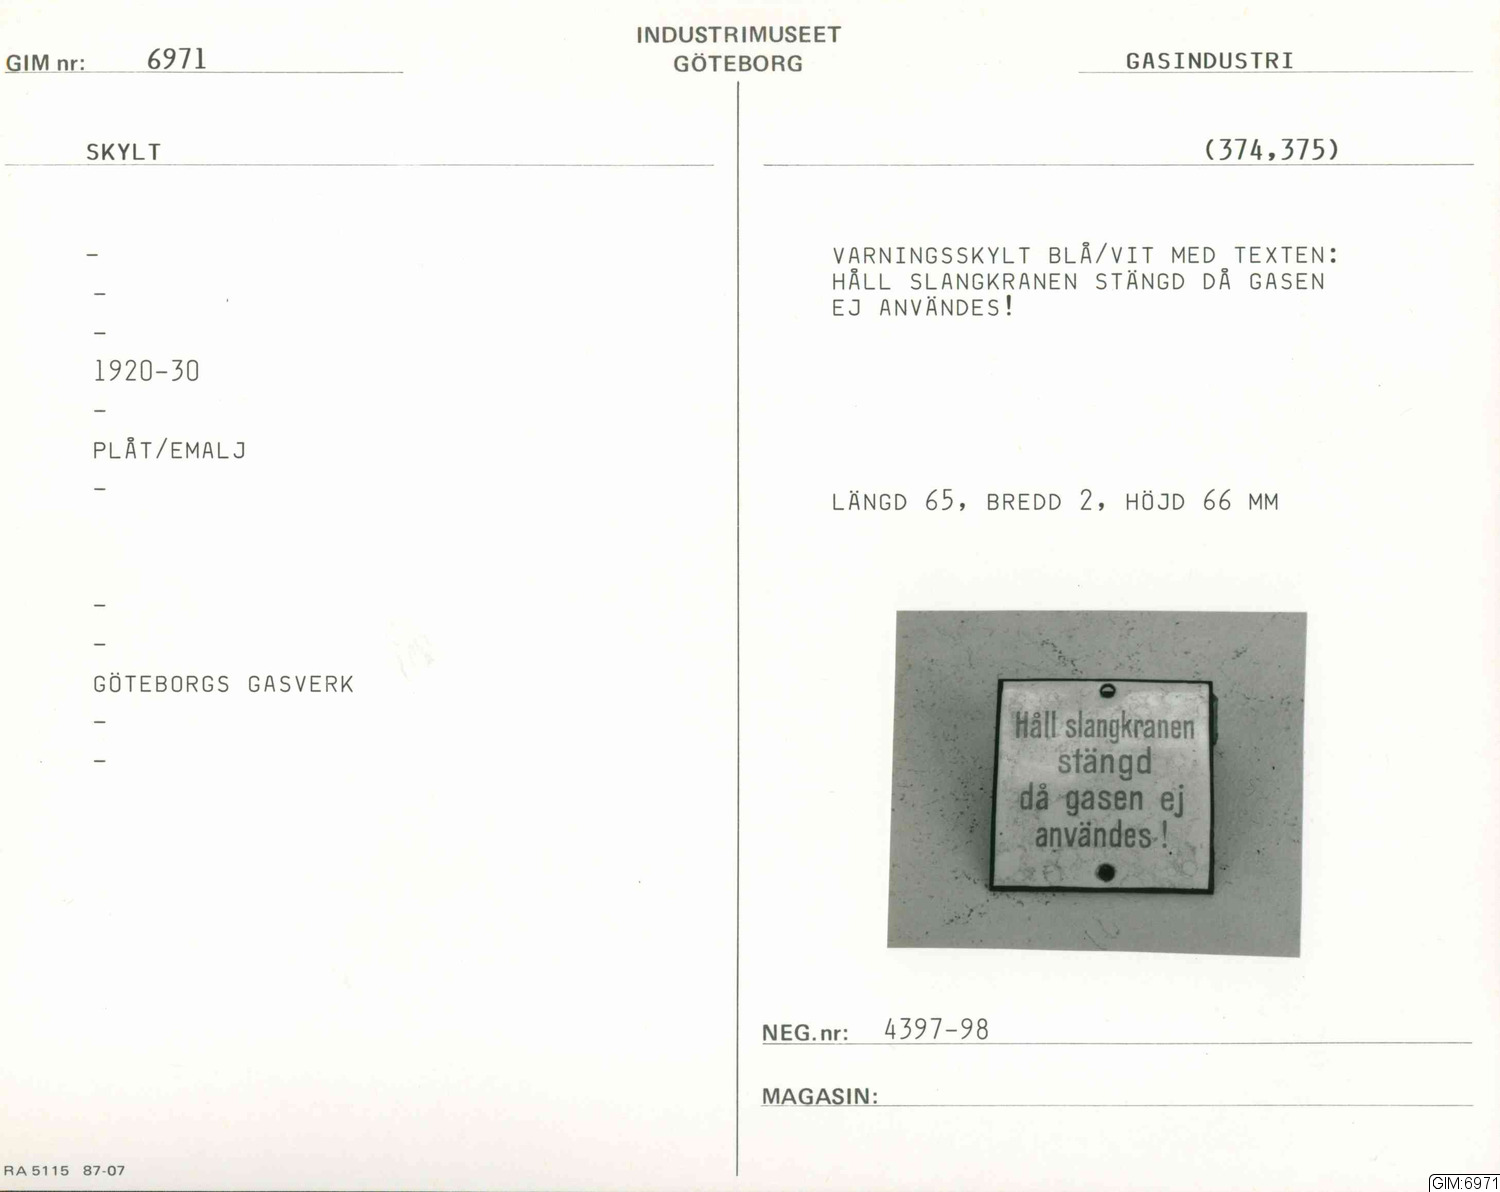 INDUSTRIMUSEET
GÖTEBORG
GIM nr: 6971
GASINDUSTRI
SKYLT
(374,375)
–
–
–
1920-30
–
PLÅT/EMALJ
–
–
–
GÖTEBORGS GASVERK
–
–
VARNINGSSKYLT BLÅ/VIT MED TEXTEN:
HÅLL SLANGKRANEN STÄNGD DÅ GASEN
EJ ANVÄNDES!
LÄNGD 65, BREDD 2, HÖJD 66 MM
Håll slangkranen
stängd
då gasen ej
användes!
NEG.nr: 4397-98
MAGASIN:
RA 5115 87-07
GIM:6971